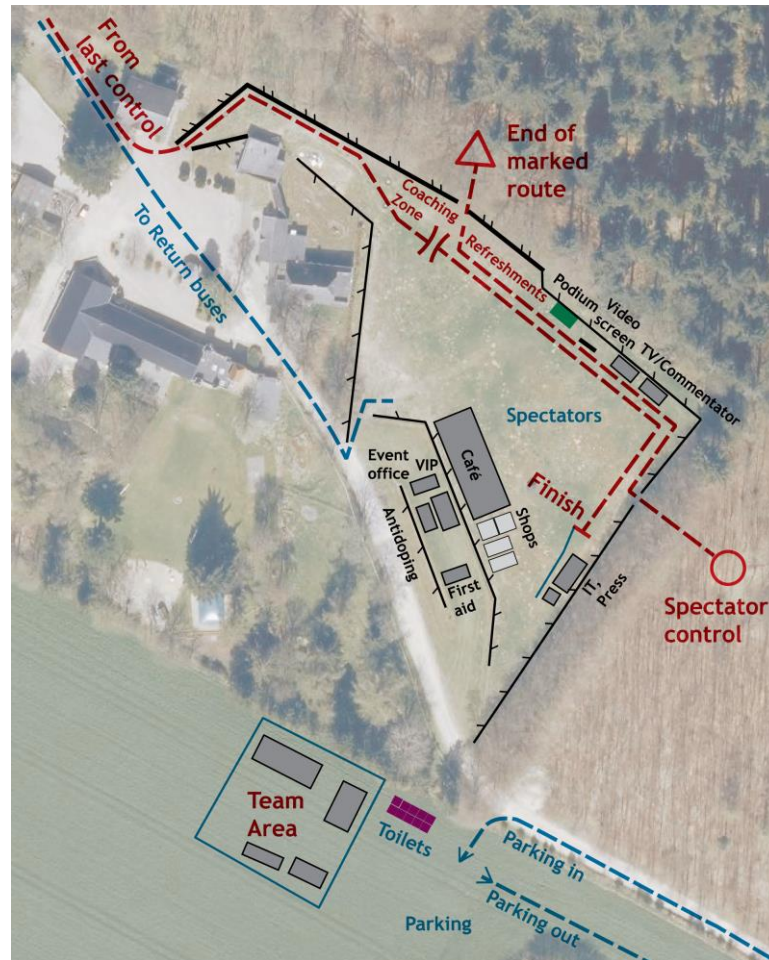 From
last control
To Return buses
End of
marked
route
Coaching
Zone
Refreshments
Podium
Video
screen
TV/Commentator
Spectators
Event
office
VIP
Café
Finish
Antidoping
Shops
First
aid
IT,
Press
Spectator
control
Team
Area
Toilets
Parking in
Parking out
Parking